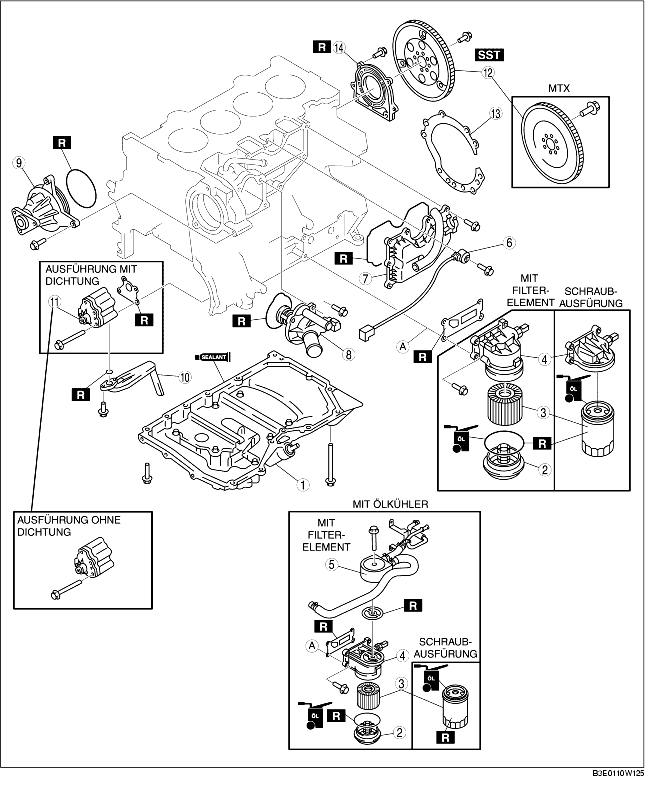 R
14
SST
12
MTX
13
9
R
6
R
7
AUSFÜHRUNG MIT
DICHTUNG
11
R
MIT
FILTER-
ELEMENT
SCHRAUB-
AUSFÜRUNG
R
8
A
R
4
SEALANT
R
10
ÖL
3
ÖL
R
2
1
AUSFÜHRUNG OHNE
DICHTUNG
MIT ÖLKÜHLER
MIT
FILTER-
ELEMENT
5
R
R
A
4
SCHRAUB-
AUSFÜRUNG
3
ÖL
ÖL
R
2
R
B3E0110W125